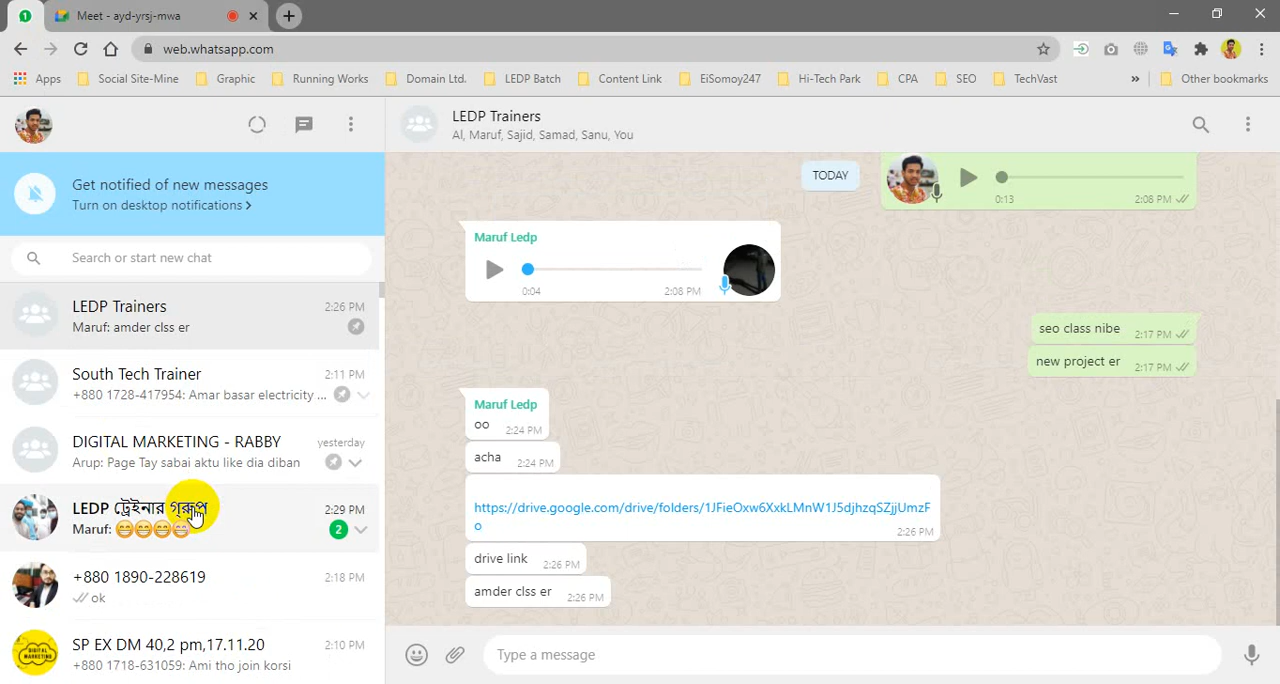 1
Meet - ayd-yrsj-mwa
web.whatsapp.com
Apps
Social Site-Mine
Graphic
Running Works
Domain Ltd.
LEDP Batch
Content Link
EiSomoy247
Hi-Tech Park
CPA
SEO
TechVast
»
Other bookmarks
LEDP Trainers
Al, Maruf, Sajid, Samad, Sanu, You
Get notified of new messages
Turn on desktop notifications >
Search or start new chat
LEDP Trainers 2:26 PM
Maruf: amder clss er
South Tech Trainer 2:11 PM
+880 1728-417954: Amar basar electricity ...
DIGITAL MARKETING - RABBY yesterday
Arup: Page Tay sabai aktu like dia diban
LEDP ট্রেইনার গ্রুপ 2:29 PM
Maruf: 😁😁😁😁 2
+880 1890-228619 2:18 PM
ok
DIGITAL
MARKETING
SP EX DM 40,2 pm,17.11.20 2:10 PM
+880 1718-631059: Ami tho join korsi
TODAY
0:13 2:08 PM
Maruf Ledp
0:04 2:08 PM
seo class nibe 2:17 PM
new project er 2:17 PM
Maruf Ledp
oo 2:24 PM
acha 2:24 PM
https://drive.google.com/drive/folders/1JFieOxw6XxkLMnW1J5djhzqSZjjUmzF
o
2:26 PM
drive link 2:26 PM
amder clss er 2:26 PM
Type a message